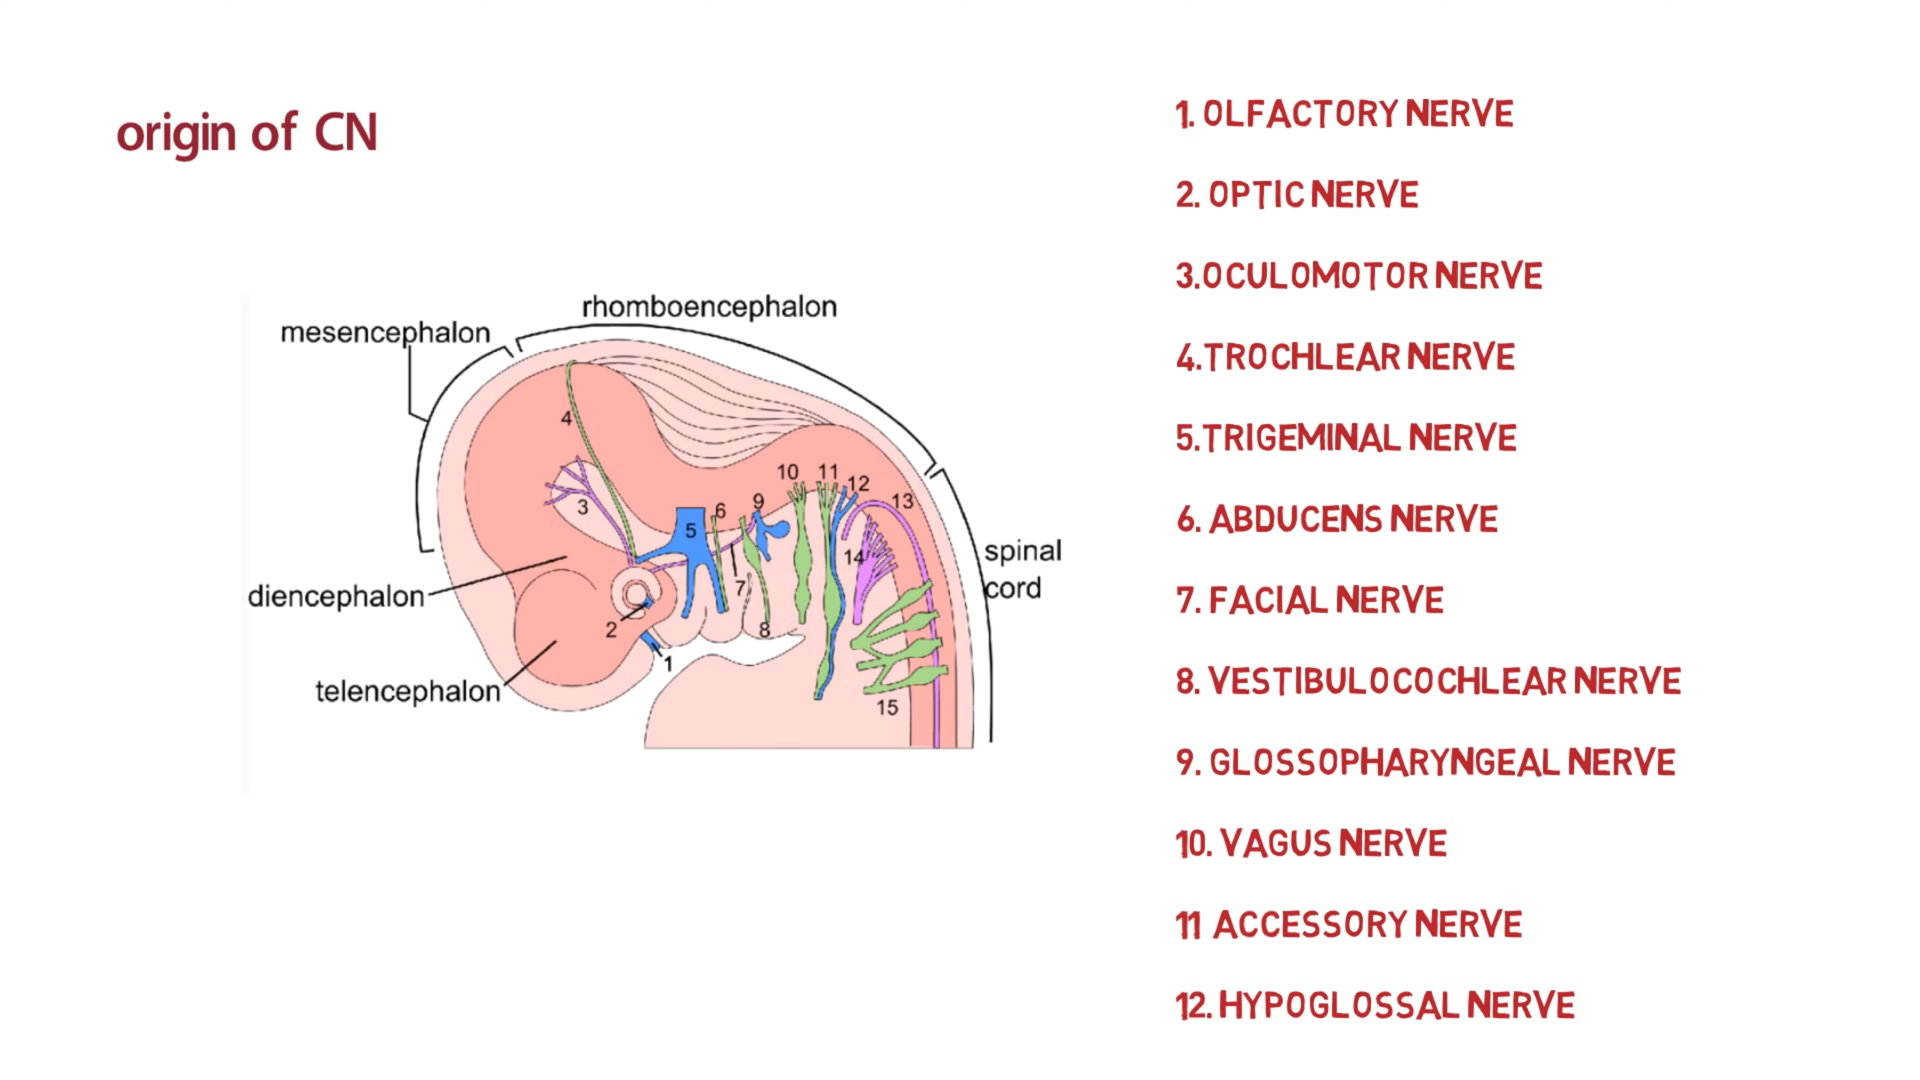 origin of CN
rhomboencephalon
mesencephalon
4
3
10
11
12
13
9
6
5
14
7
spinal
cord
diencephalon
2
8
1
telencephalon
15
1. OLFACTORY NERVE
2. OPTIC NERVE
3.OCULOMOTOR NERVE
4.TROCHLEAR NERVE
5.TRIGEMINAL NERVE
6. ABDUCENS NERVE
7. FACIAL NERVE
8. VESTIBULOCOCHLEAR NERVE
9. GLOSSOPHARYNGEAL NERVE
10. VAGUS NERVE
11 ACCESSORY NERVE
12. HYPOGLOSSAL NERVE